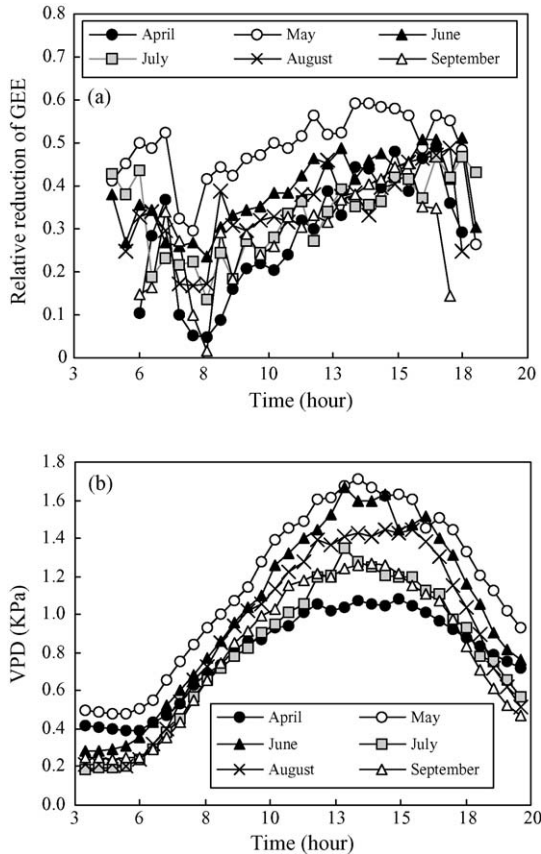 0.8
0.7
0.6
0.5
0.4
0.3
0.2
0.1
0
Relative reduction of GEE
April May June
July August September
(a)
3 6 8 10 13 15 18 20
Time (hour)
1.8
1.6
1.4
1.2
1.0
0.8
0.6
0.4
0.2
0.0
VPD (KPa)
(b)
April May
June July
August September
3 6 8 10 13 15 18 20
Time (hour)